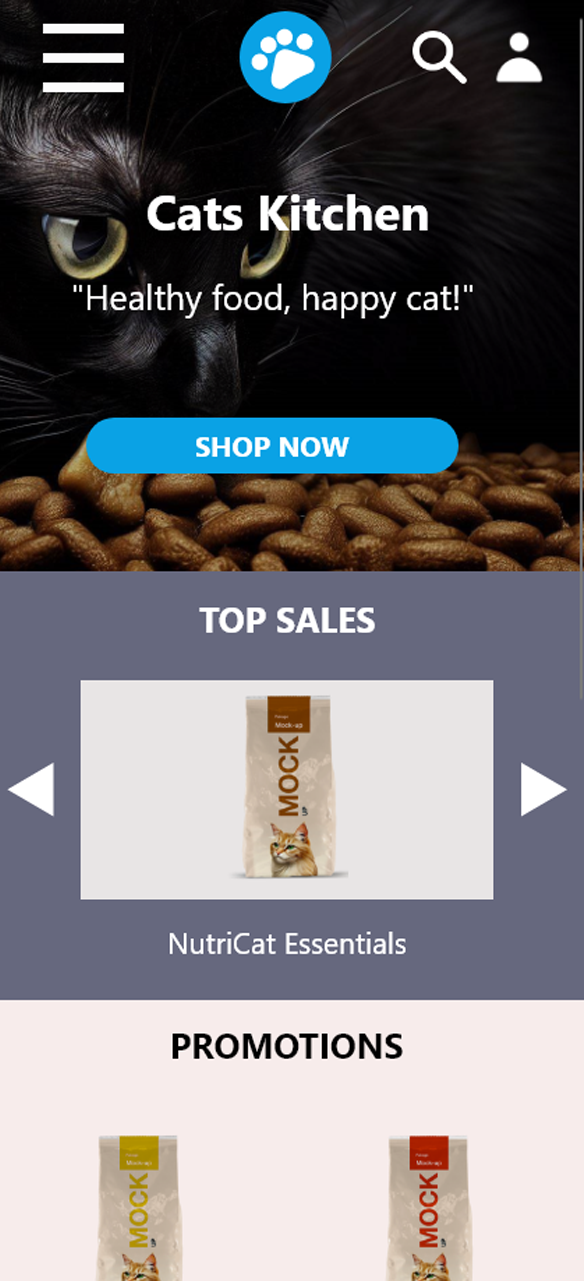 Cats Kitchen
"Healthy food, happy cat!"
SHOP NOW
TOP SALES
Mock-up
MOCK
NutriCat Essentials
PROMOTIONS
Mock-up
MOCK
Mock-up
MOCK